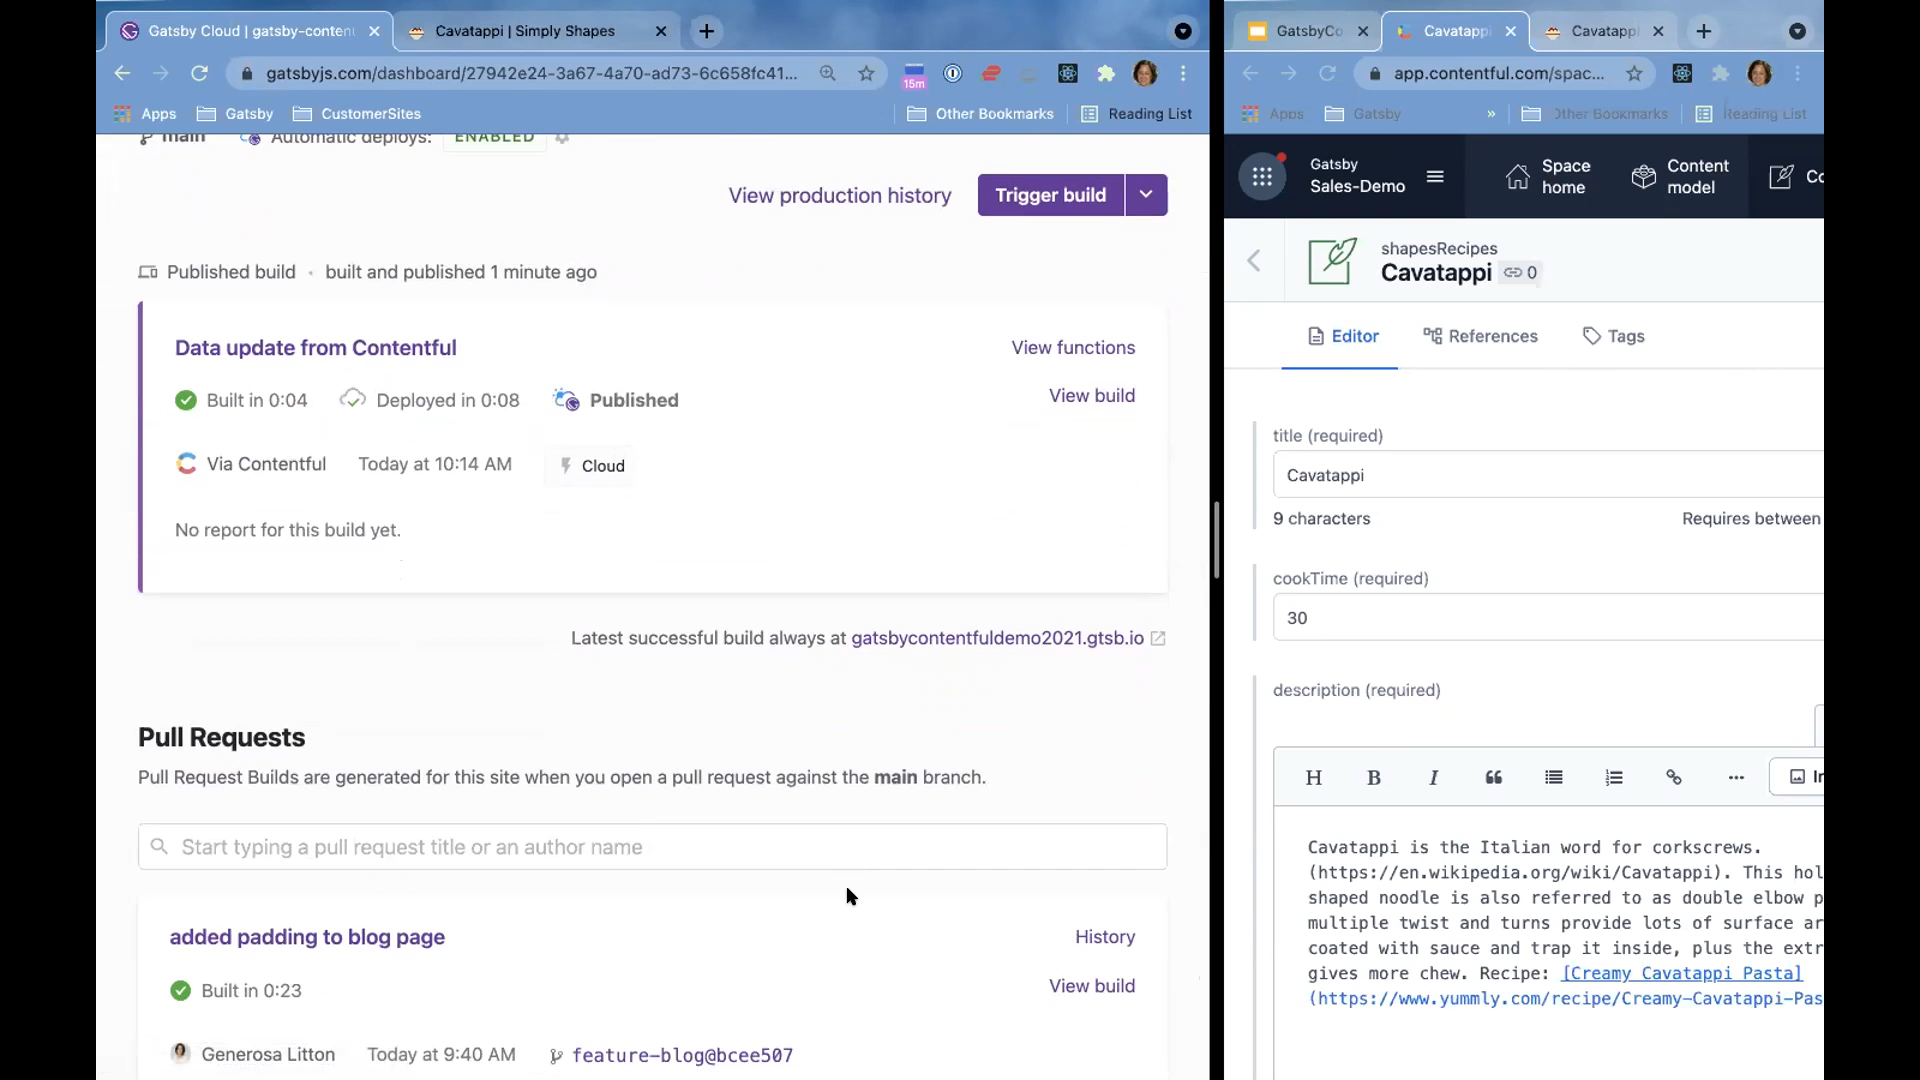 Gatsby Cloud | gatsby-conten
Cavatappi | Simply Shapes
gatsbyjs.com/dashboard/27942e24-3a67-4a70-ad73-6c658fc41...
15m
Apps
Gatsby
CustomerSites
Other Bookmarks
Reading List
main
Automatic deploys:
ENABLED
View production history
Trigger build
Published build · built and published 1 minute ago
Data update from Contentful
View functions
Built in 0:04
Deployed in 0:08
Published
View build
Via Contentful
Today at 10:14 AM
Cloud
No report for this build yet.
Latest successful build always at gatsbycontentfuldemo2021.gtsb.io
Pull Requests
Pull Request Builds are generated for this site when you open a pull request against the main branch.
Start typing a pull request title or an author name
added padding to blog page
History
Built in 0:23
View build
Generosa Litton
Today at 9:40 AM
feature-blog@bcee507
GatsbyCo
Cavatappi
Cavatappi
app.contentful.com/spac...
Apps
Gatsby
»
Other Bookmarks
Reading List
Gatsby
Sales-Demo
Space
home
Content
model
Co
shapesRecipes
Cavatappi
0
Editor
References
Tags
title (required)
Cavatappi
9 characters
Requires between
cookTime (required)
30
description (required)
H B I
In
Cavatappi is the Italian word for corkscrews.
(https://en.wikipedia.org/wiki/Cavatappi). This hol
shaped noodle is also referred to as double elbow p
multiple twist and turns provide lots of surface ar
coated with sauce and trap it inside, plus the extr
gives more chew. Recipe: [Creamy Cavatappi Pasta]
(https://www.yummly.com/recipe/Creamy-Cavatappi-Pas